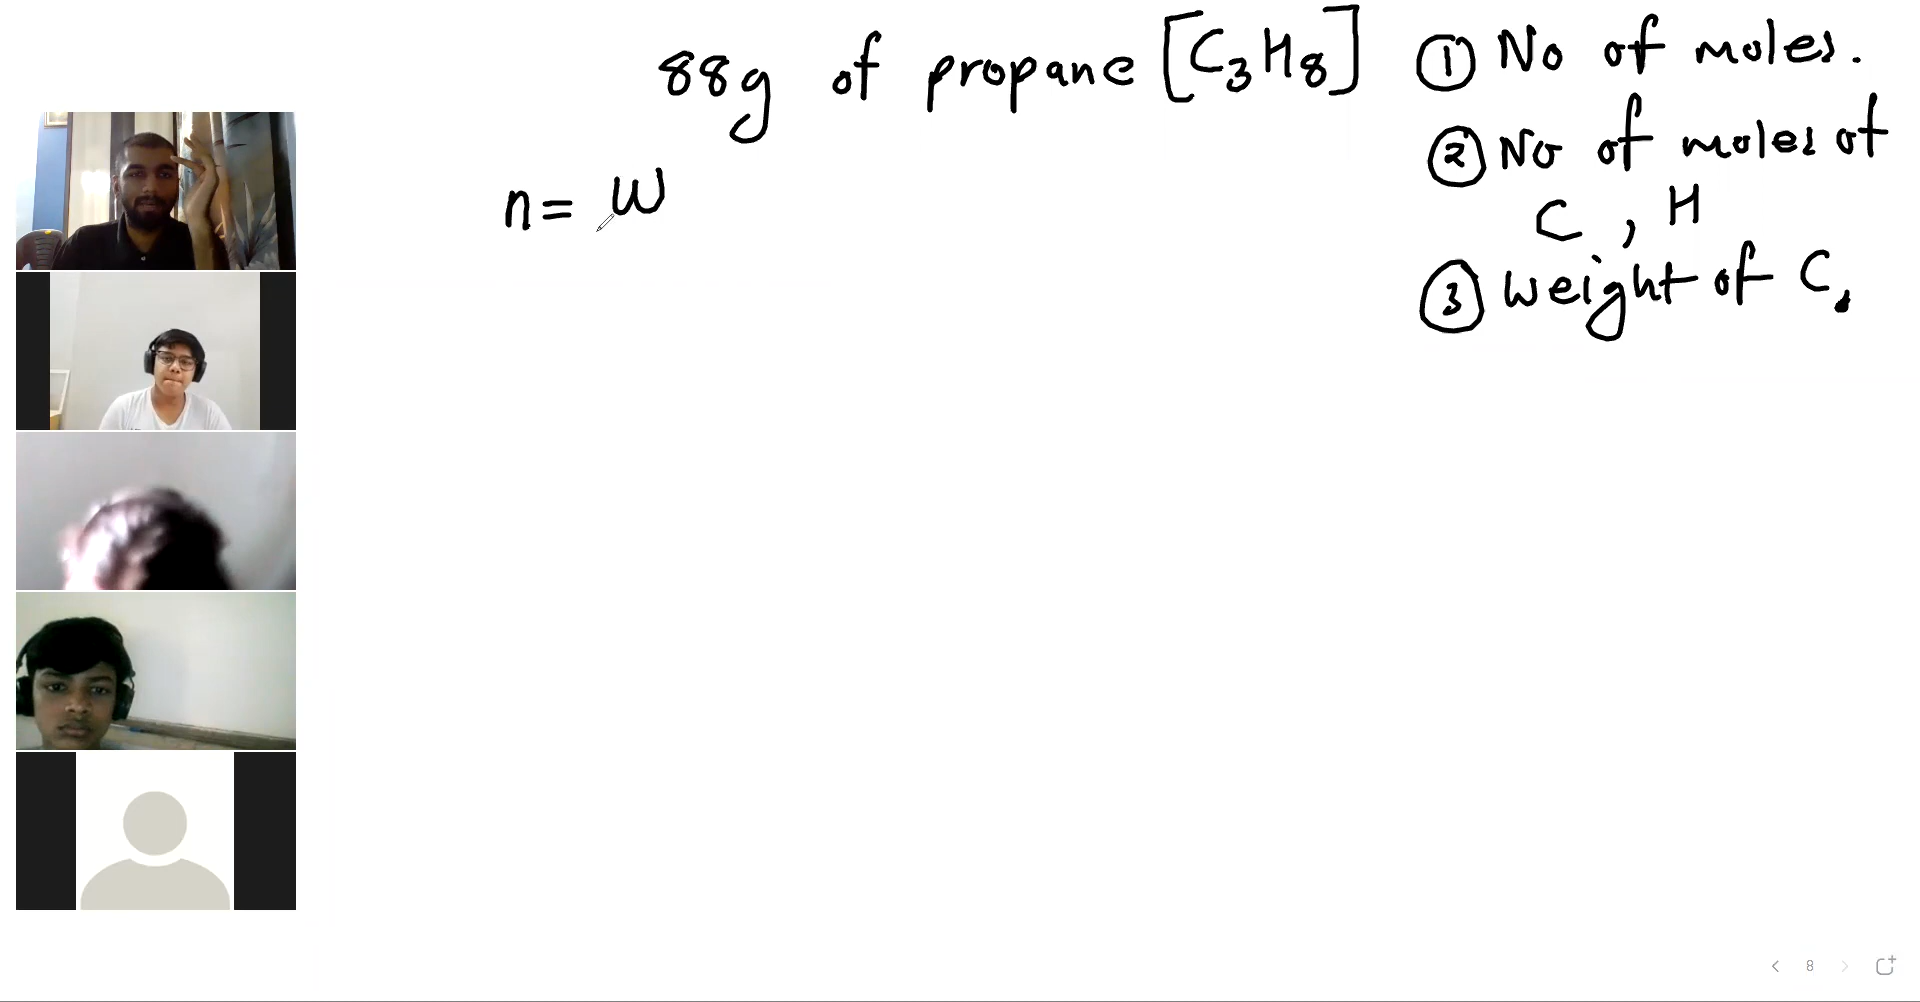 88g of propane [C₃H₈]
① No of moles.
② No of moles of
C , H
③ weight of C.
n = W
8